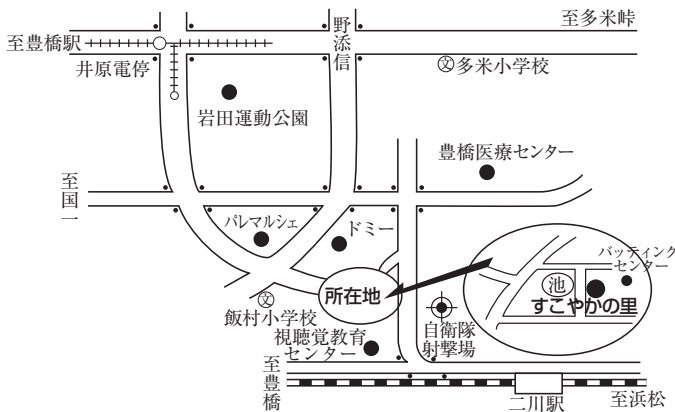 至多米峠
至豊橋駅
野添信
井原電停
文多米小学校
岩田運動公園
豊橋医療センター
至国一
パレマルシェ
ドミー
バッティング
センター
池
所在地
すこやかの里
文
飯村小学校
自衛隊
射撃場
視聴覚教育
センター
至豊橋
二川駅
至浜松